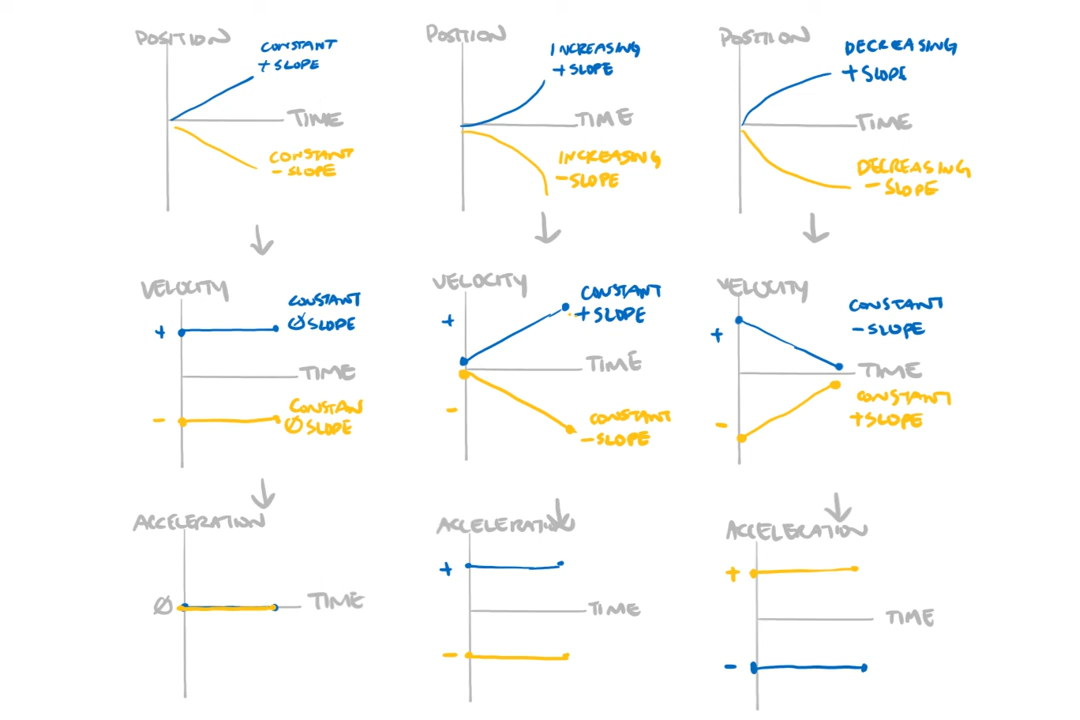 POSITION
CONSTANT
+ SLOPE
TIME
CONSTANT
- SLOPE
POSITION
INCREASING
+ SLOPE
TIME
INCREASING
- SLOPE
POSITION
DECREASING
+ SLOPE
TIME
DECREASING
- SLOPE
VELOCITY
CONSTANT
Ø SLOPE
+
TIME
-
CONSTAN
Ø SLOPE
VELOCITY
CONSTANT
+ SLOPE
+
TIME
-
CONSTANT
- SLOPE
VELOCITY
CONSTANT
- SLOPE
+
TIME
CONSTANT
+ SLOPE
-
ACCELERATION
Ø
TIME
ACCELERATION
+
TIME
-
ACCELERATION
+
TIME
-